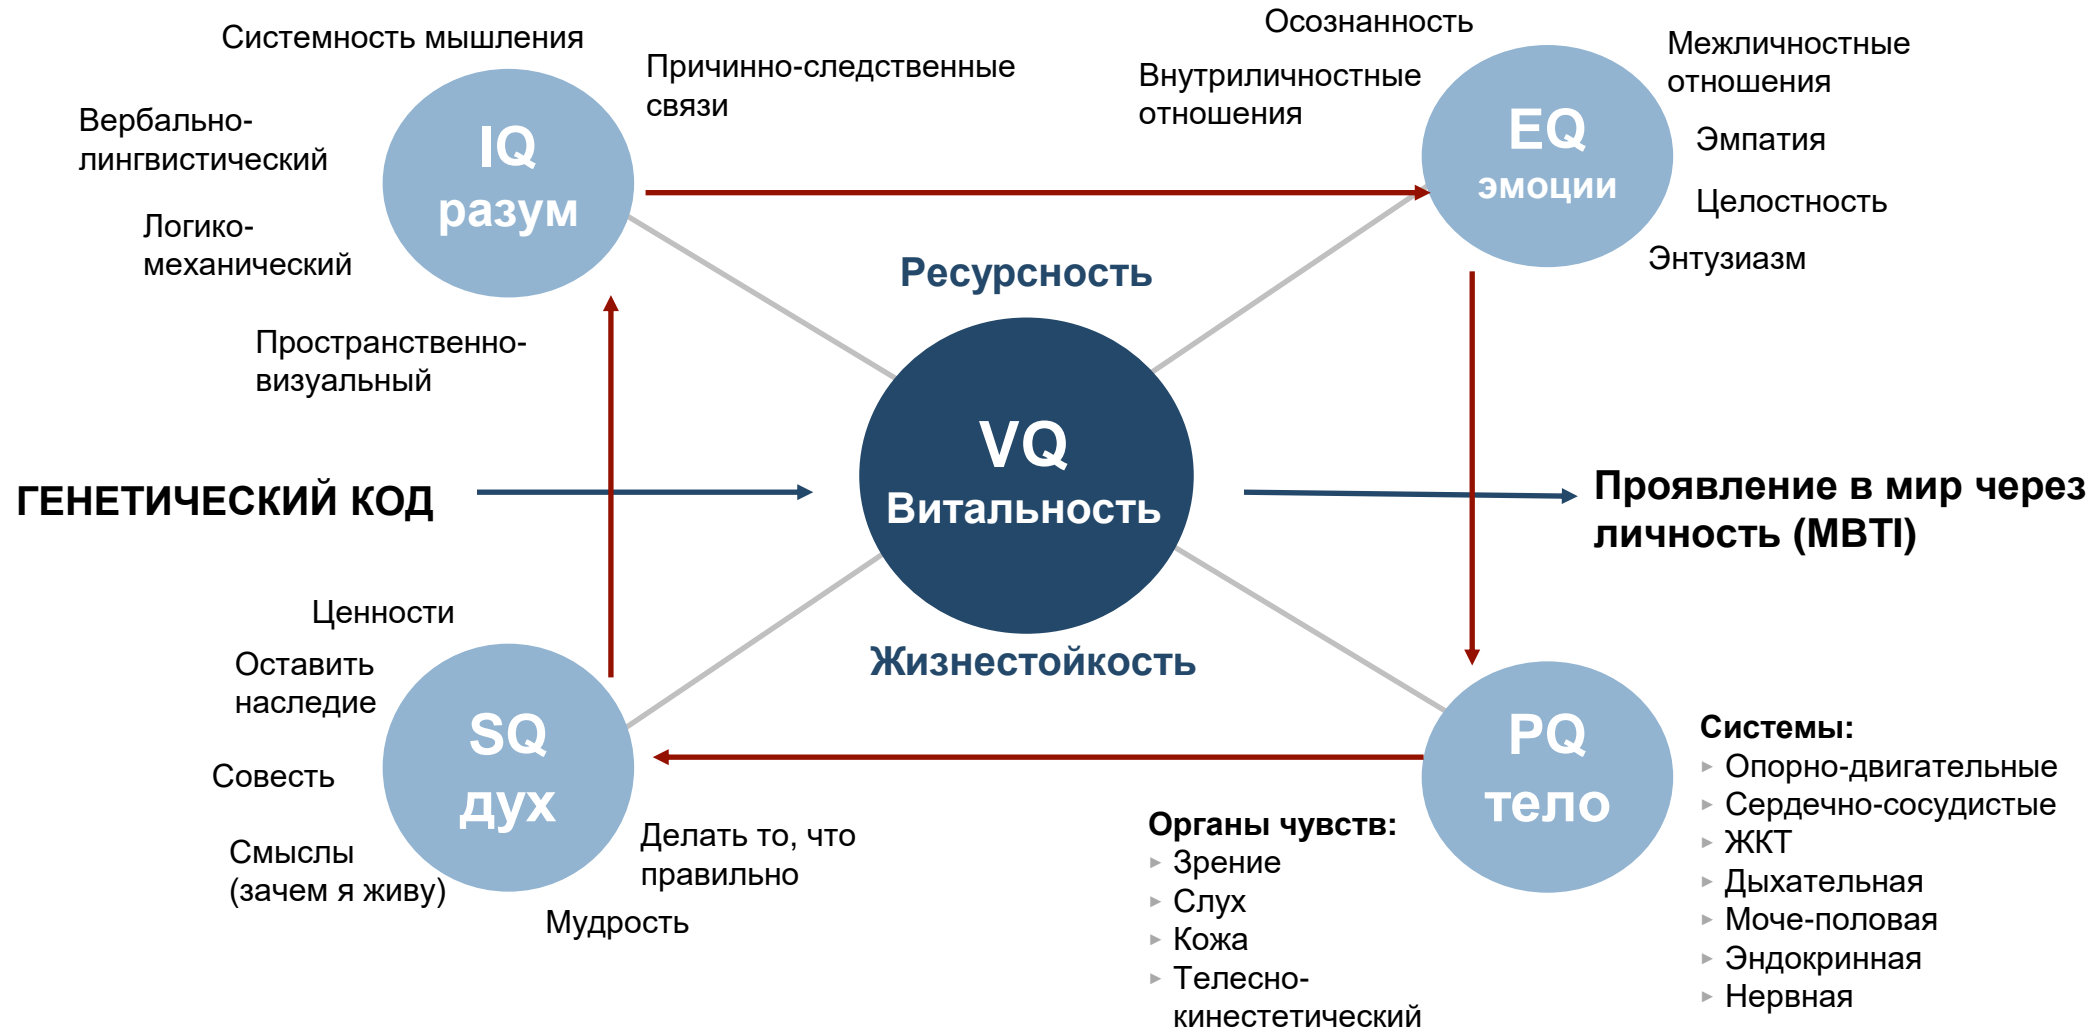 Системность мышления
Причинно-следственные
связи
Вербально-
лингвистический
IQ
разум
Логико-
механический
Пространственно-
визуальный
Осознанность
Внутриличностные
отношения
Межличностные
отношения
EQ
эмоции
Эмпатия
Целостность
Энтузиазм
Ресурсность
VQ
Витальность
Жизнестойкость
ГЕНЕТИЧЕСКИЙ КОД
Проявление в мир через
личность (MBTI)
Ценности
Оставить
наследие
SQ
дух
Совесть
Смыслы
(зачем я живу)
Делать то, что
правильно
Мудрость
PQ
тело
Органы чувств:
Зрение
Слух
Кожа
Телесно-
кинестетический
Системы:
Опорно-двигательные
Сердечно-сосудистые
ЖКТ
Дыхательная
Моче-половая
Эндокринная
Нервная